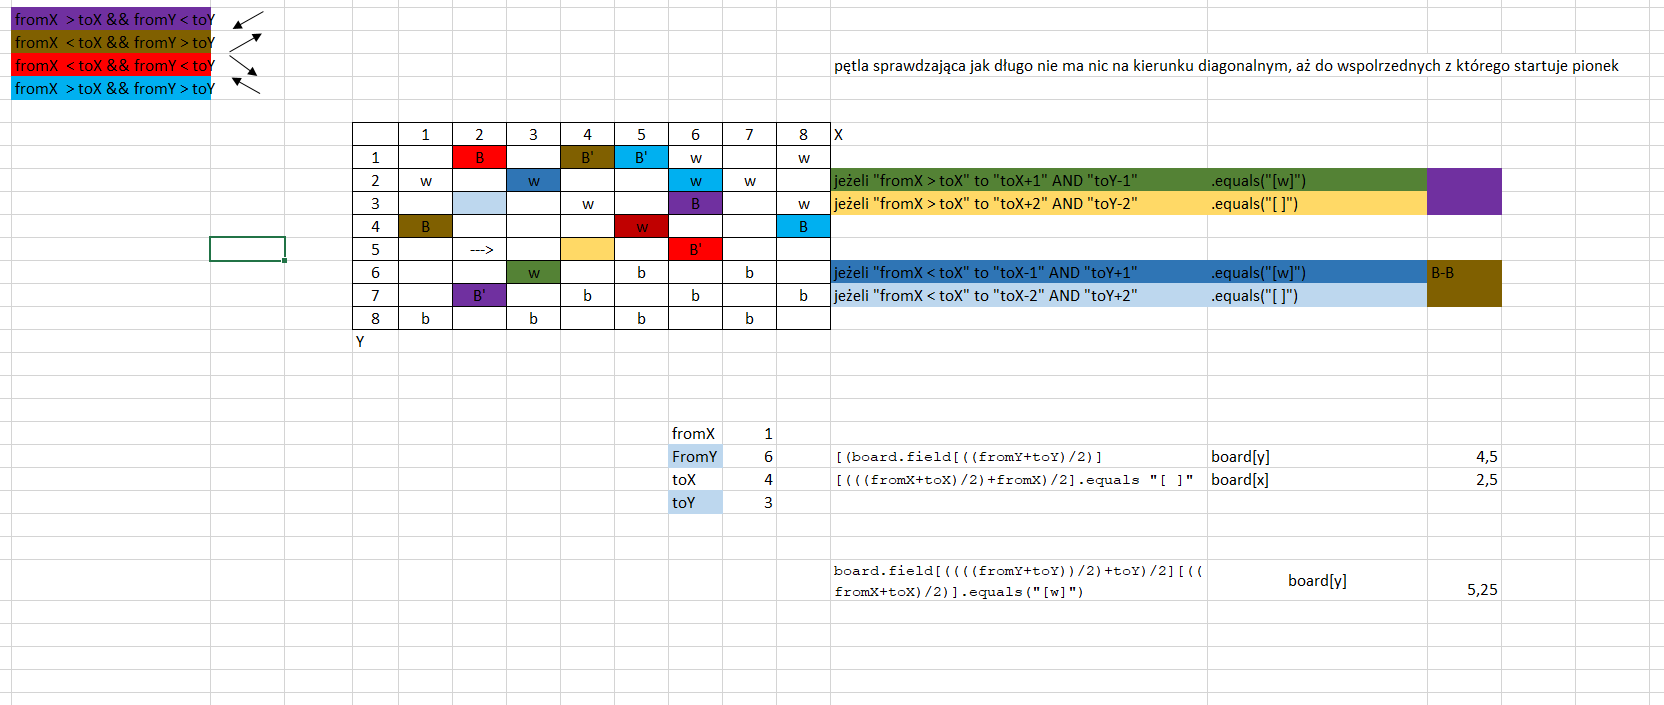 fromX  > toX && fromY < toY
fromX  < toX && fromY > toY
fromX  < toX && fromY < toY
fromX  > toX && fromY > toY
pętla sprawdzająca jak długo nie ma nic na kierunku diagonalnym, aż do wspolrzednych z którego startuje pionek
1 2 3 4 5 6 7 8 X
1 B B' B' w w
2 w w w w jeżeli "fromX > toX" to "toX+1" AND "toY-1" .equals("[w]")
3 w B w jeżeli "fromX > toX" to "toX+2" AND "toY-2" .equals("[ ]")
4 B w B
5 ---> B'
6 w b b jeżeli "fromX < toX" to "toX-1" AND "toY+1" .equals("[w]") B-B
7 B' b b b jeżeli "fromX < toX" to "toX-2" AND "toY+2" .equals("[ ]")
8 b b b b
Y
fromX 1
FromY 6 [(board.field[((fromY+toY)/2)] board[y] 4,5
toX 4 [(((fromX+toX)/2)+fromX)/2].equals "[ ]" board[x] 2,5
toY 3
board.field[((((fromY+toY))/2)+toY)/2][((
fromX+toX)/2)].equals("[w]") board[y] 5,25